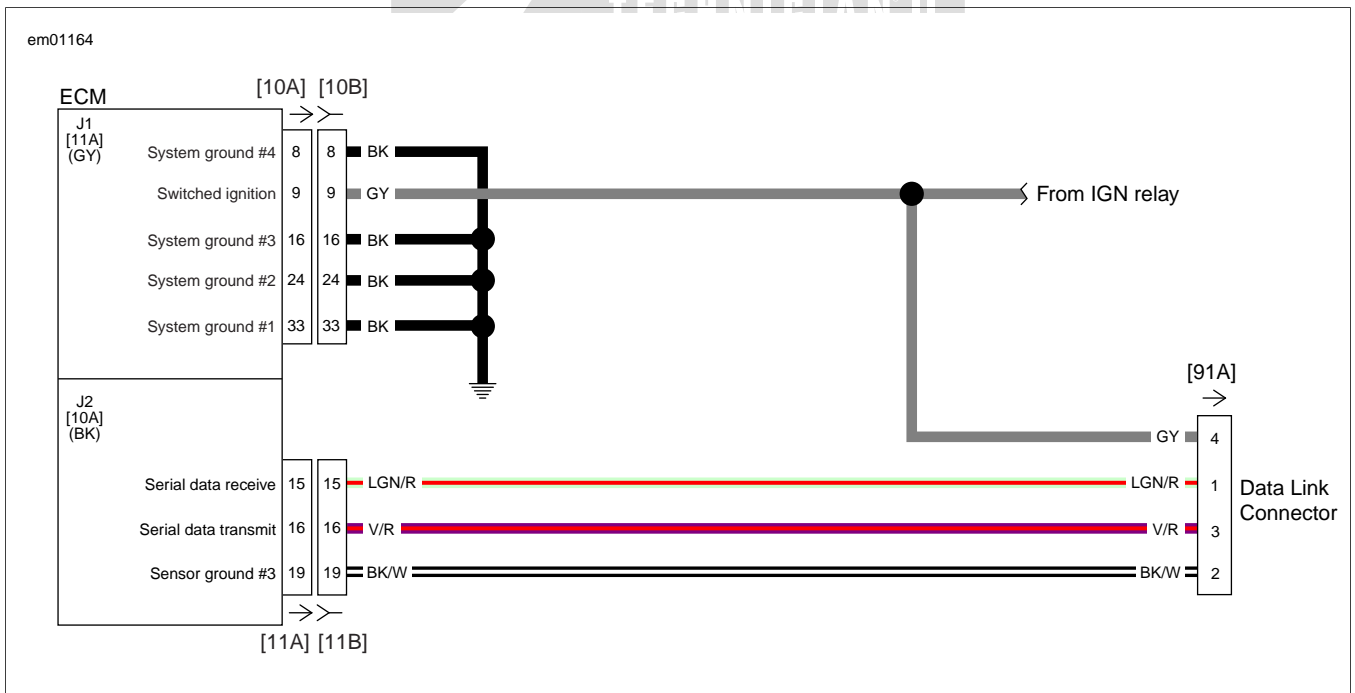 TECHNICIAN
em01164
[10A] [10B]
ECM
J1
[11A]
(GY)
System ground #4 8 8 BK
Switched ignition 9 9 GY
From IGN relay
System ground #3 16 16 BK
System ground #2 24 24 BK
System ground #1 33 33 BK
[91A]
J2
[10A]
(BK)
GY 4
Serial data receive 15 15 LGN/R LGN/R 1
Serial data transmit 16 16 V/R V/R 3
Sensor ground #3 19 19 BK/W BK/W 2
Data Link
Connector
[11A] [11B]